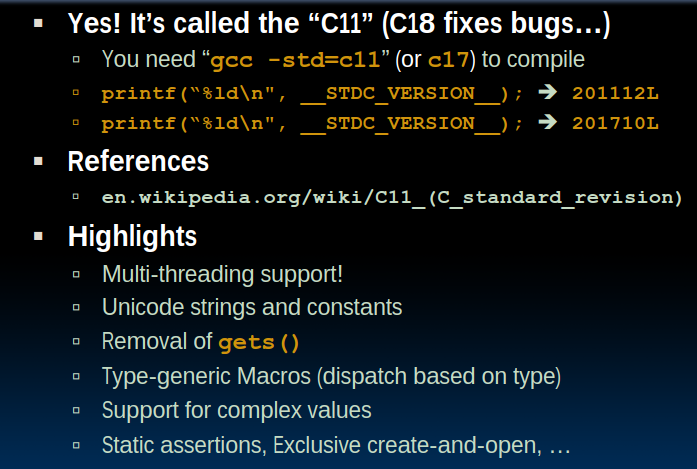 Yes! It’s called the “C11” (C18 fixes bugs…)
You need “gcc -std=c11” (or c17) to compile
printf(“%ld\n", __STDC_VERSION__); ➔ 201112L
printf(“%ld\n", __STDC_VERSION__); ➔ 201710L
References
en.wikipedia.org/wiki/C11_(C_standard_revision)
Highlights
Multi-threading support!
Unicode strings and constants
Removal of gets()
Type-generic Macros (dispatch based on type)
Support for complex values
Static assertions, Exclusive create-and-open, …